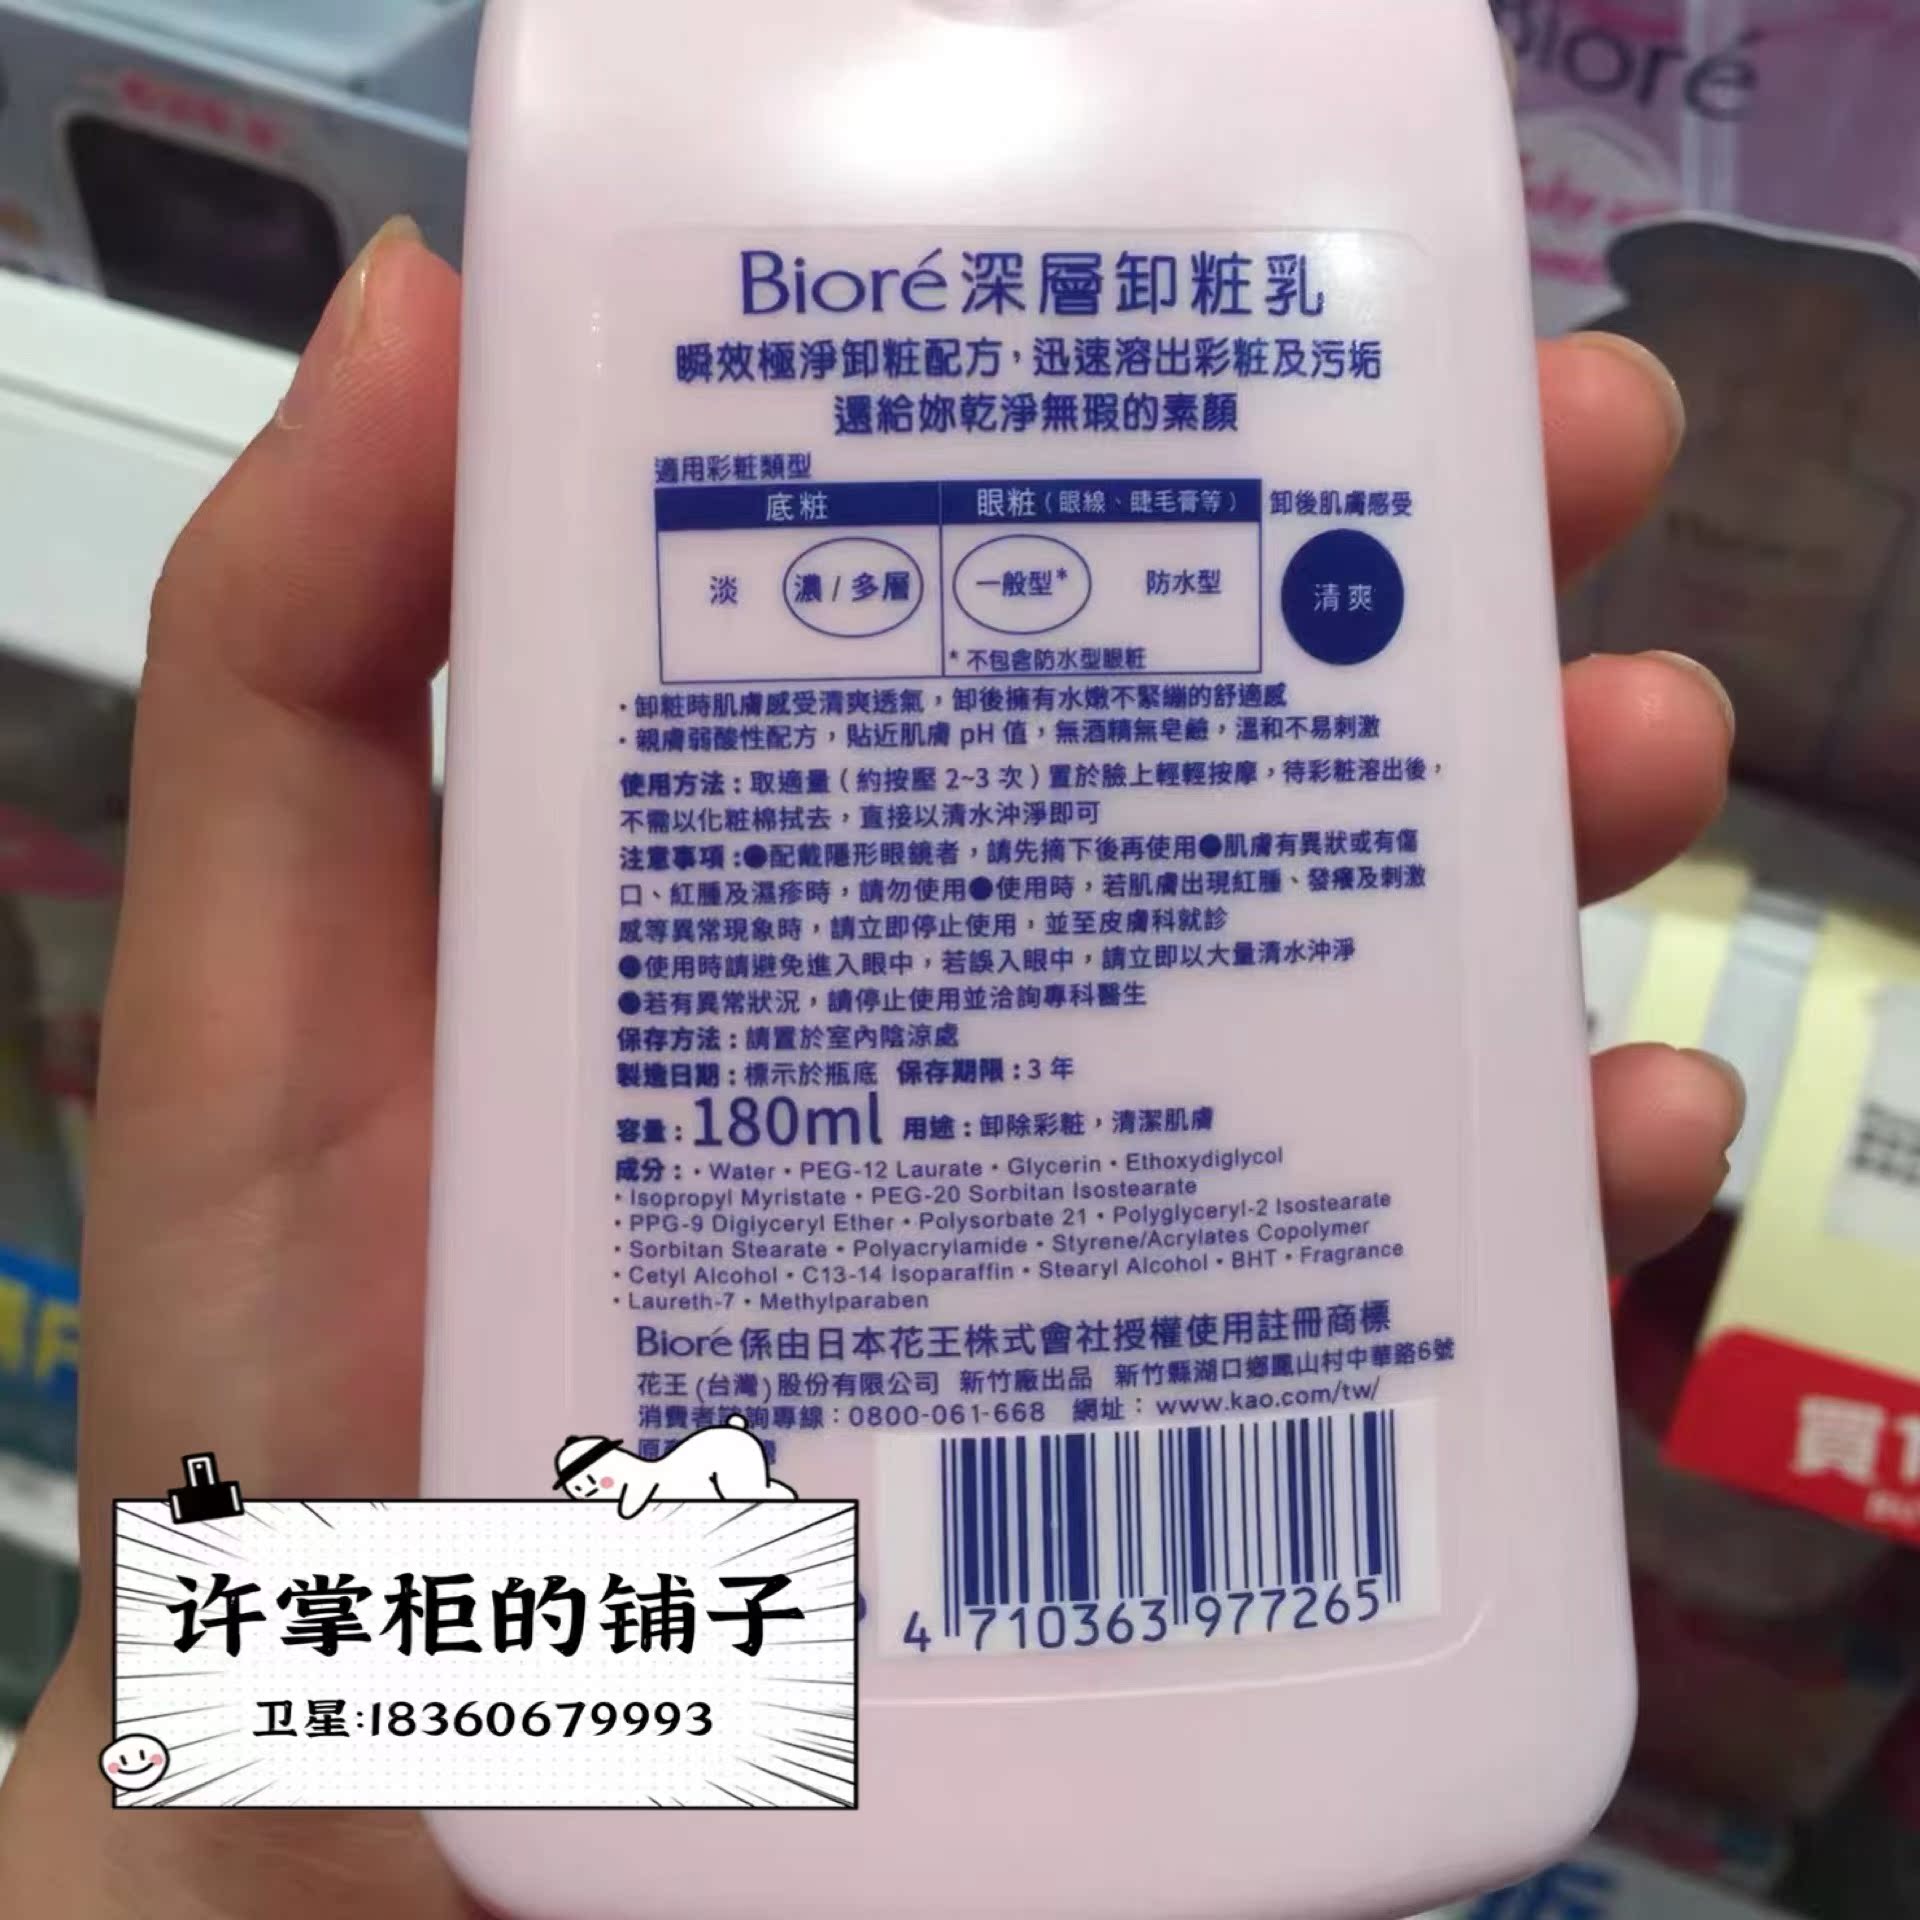 Bioré
Bioré深層卸粧乳
瞬效極淨卸粧配方，迅速溶出彩粧及污垢
還給妳乾淨無瑕的素顏
適用彩粧類型
底粧 眼粧（眼線、睫毛膏等） 卸後肌膚感受
淡 濃/多層 一般型* 防水型 清爽
* 不包含防水型眼粧
・卸粧時肌膚感受清爽透氣，卸後擁有水嫩不緊繃的舒適感
・親膚弱酸性配方，貼近肌膚 pH 值，無酒精無皂鹼，溫和不易刺激
使用方法：取適量（約按壓 2~3 次）置於臉上輕輕按摩，待彩粧溶出後，
不需以化粧棉拭去，直接以清水沖淨即可
注意事項：●配戴隱形眼鏡者，請先摘下後再使用●肌膚有異狀或有傷
口、紅腫及濕疹時，請勿使用●使用時，若肌膚出現紅腫、發癢及刺激
感等異常現象時，請立即停止使用，並至皮膚科就診
●使用時請避免進入眼中，若誤入眼中，請立即以大量清水沖淨
●若有異常狀況，請停止使用並洽詢專科醫生
保存方法：請置於室內陰涼處
製造日期：標示於瓶底 保存期限：3 年
容量：180ml 用途：卸除彩粧，清潔肌膚
成分：・Water・PEG-12 Laurate・Glycerin・Ethoxydiglycol
・Isopropyl Myristate・PEG-20 Sorbitan Isostearate
・PPG-9 Diglyceryl Ether・Polysorbate 21・Polyglyceryl-2 Isostearate
・Sorbitan Stearate・Polyacrylamide・Styrene/Acrylates Copolymer
・Cetyl Alcohol・C13-14 Isoparaffin・Stearyl Alcohol・BHT・Fragrance
・Laureth-7・Methylparaben
Bioré係由日本花王株式會社授權使用註冊商標
花王(台灣)股份有限公司 新竹廠出品 新竹縣湖口鄉鳳山村中華路6號
消費者諮詢專線：0800-061-668 網址：www.kao.com/tw/
4 710363 977265
许掌柜的铺子
卫星:18360679993
買1